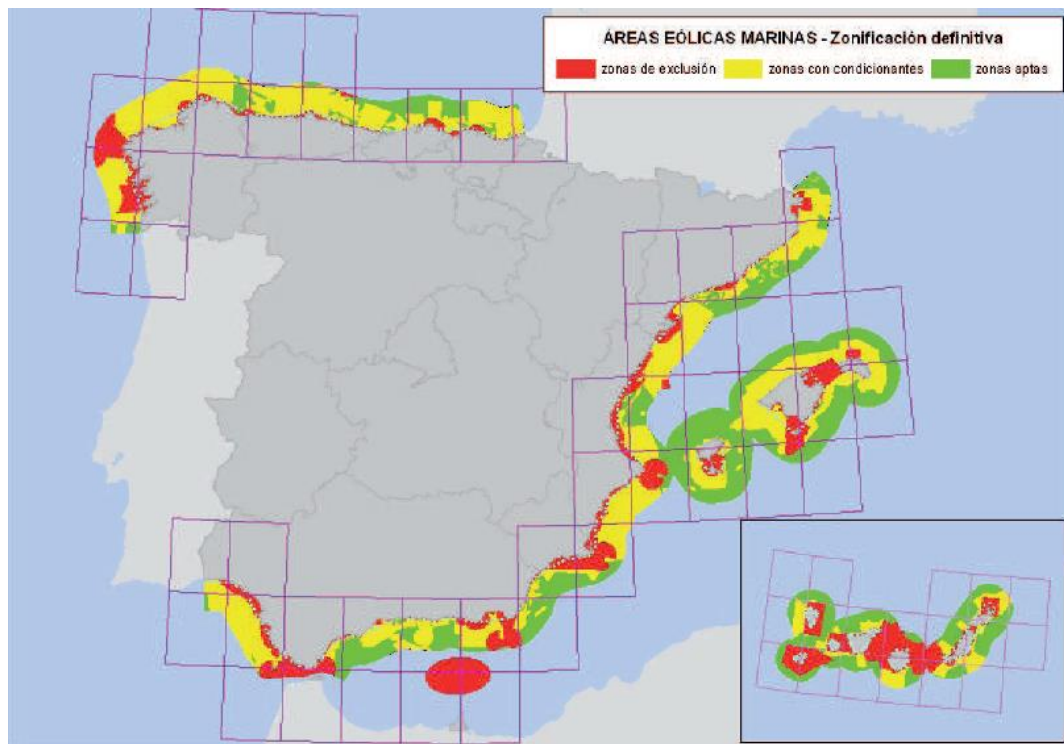 ÁREAS EÓLICAS MARINAS - Zonificación definitiva
zonas de exclusión zonas con condicionantes zonas aptas